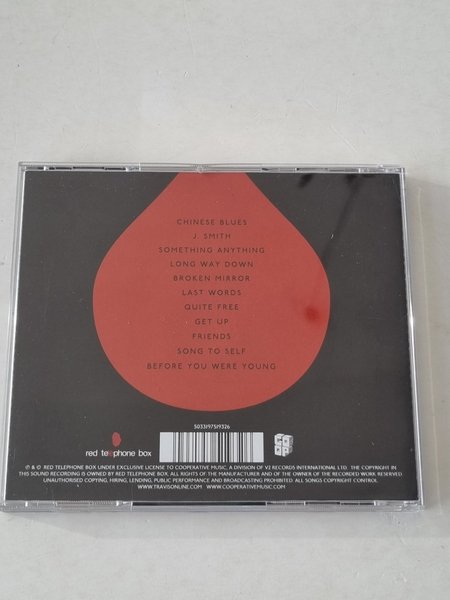 CHINESE BLUES
J. SMITH
SOMETHING ANYTHING
LONG WAY DOWN
BROKEN MIRROR
LAST WORDS
QUITE FREE
GET UP
FRIENDS
SONG TO SELF
BEFORE YOU WERE YOUNG
5033197519326
red telephone box
℗ & © RED TELEPHONE BOX UNDER EXCLUSIVE LICENSE TO COOPERATIVE MUSIC, A DIVISION OF V2 RECORDS INTERNATIONAL LTD. THE COPYRIGHT IN
THIS SOUND RECORDING IS OWNED BY RED TELEPHONE BOX. ALL RIGHTS OF THE MANUFACTURER AND OF THE OWNER OF THE RECORDED WORK RESERVED
UNAUTHORISED COPYING, HIRING, LENDING, PUBLIC PERFORMANCE AND BROADCASTING PROHIBITED ALL SONGS COPYRIGHT CONTROL
WWW.TRAVISONLINE.COM WWW.COOPERATIVEMUSIC.COM